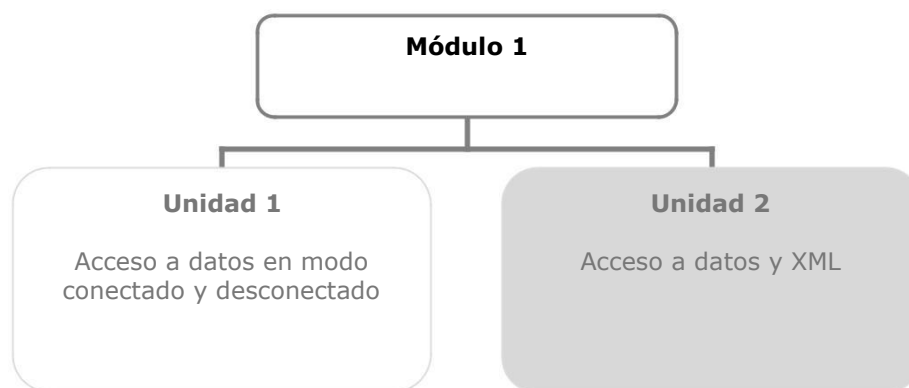 Módulo 1
Unidad 1
Acceso a datos en modo
conectado y desconectado
Unidad 2
Acceso a datos y XML